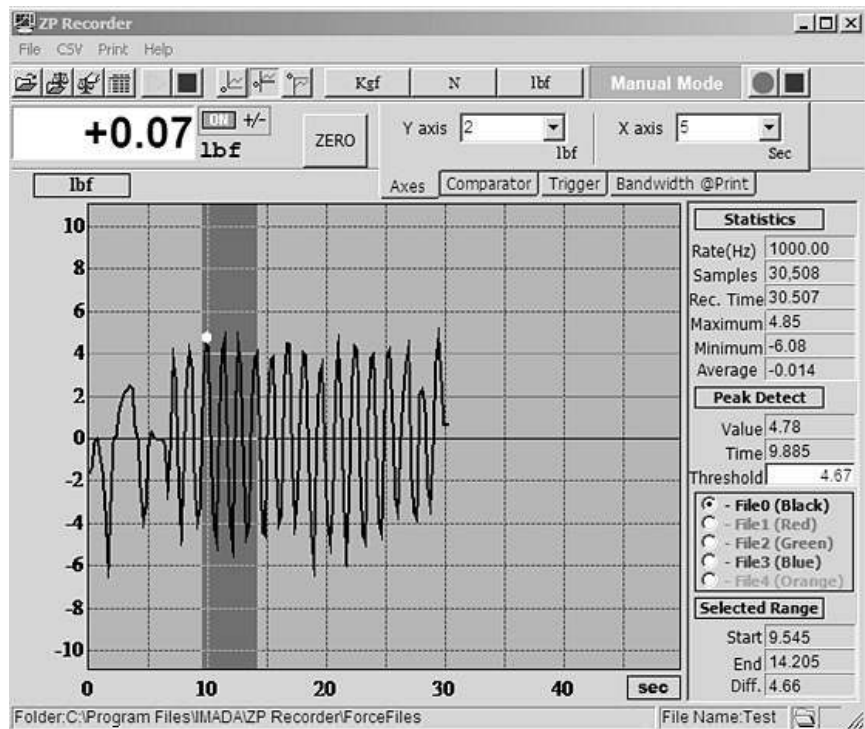 ZP Recorder
File CSV Print Help
Kgf N lbf Manual Mode
+0.07 ON +/- lbf ZERO Y axis 2 lbf X axis 5 Sec
Axes Comparator Trigger Bandwidth @Print
lbf
10
8
6
4
2
0
-2
-4
-6
-8
-10
0 10 20 30 40 sec
Statistics
Rate(Hz) 1000.00
Samples 30,508
Rec. Time 30.507
Maximum 4.85
Minimum -6.08
Average -0.014
Peak Detect
Value 4.78
Time 9.885
Threshold 4.67
- File0 (Black)
- File1 (Red)
- File2 (Green)
- File3 (Blue)
- File4 (Orange)
Selected Range
Start 9.545
End 14.205
Diff. 4.66
Folder:C:\Program Files\IMADA\ZP Recorder\ForceFiles File Name:Test